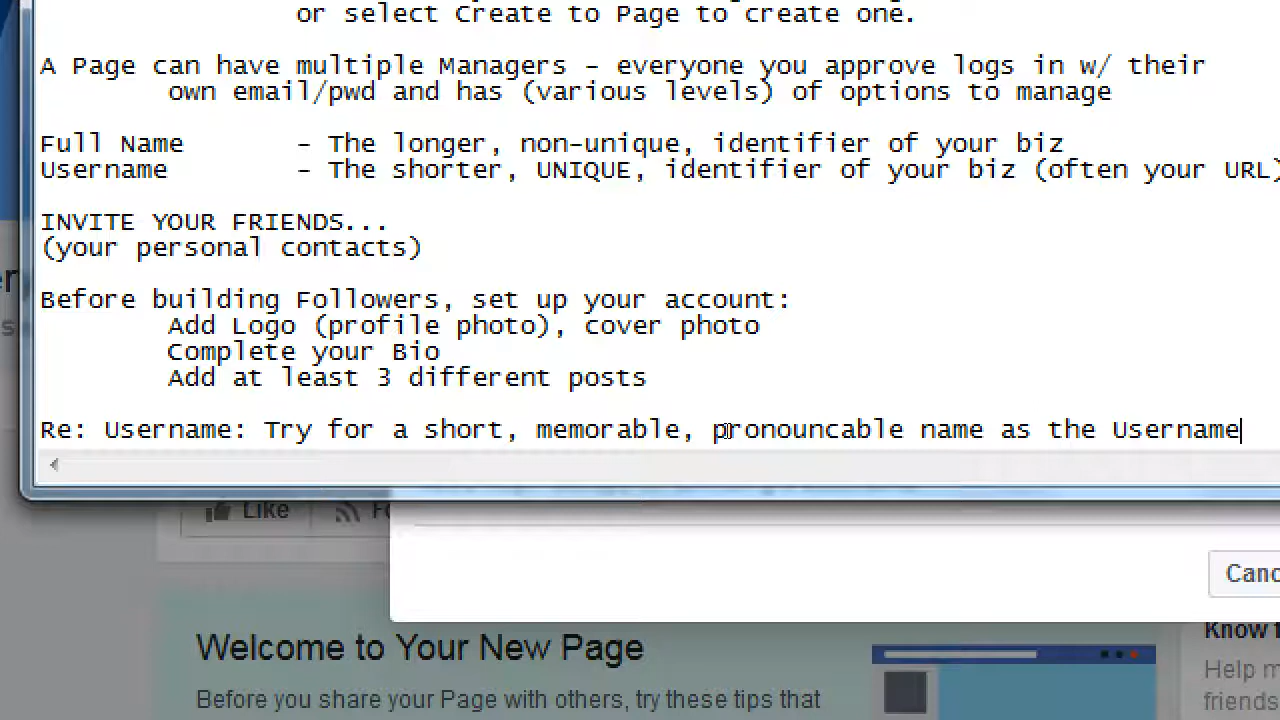 or select Create to Page to create one.
A Page can have multiple Managers – everyone you approve logs in w/ their
own email/pwd and has (various levels) of options to manage
Full Name – The longer, non-unique, identifier of your biz
Username – The shorter, UNIQUE, identifier of your biz (often your URL)
INVITE YOUR FRIENDS...
(your personal contacts)
Before building Followers, set up your account:
Add Logo (profile photo), cover photo
Complete your Bio
Add at least 3 different posts
Re: Username: Try for a short, memorable, pronouncable name as the Username
Like
Canc
Welcome to Your New Page
Know
Before you share your Page with others, try these tips that
Help
friends